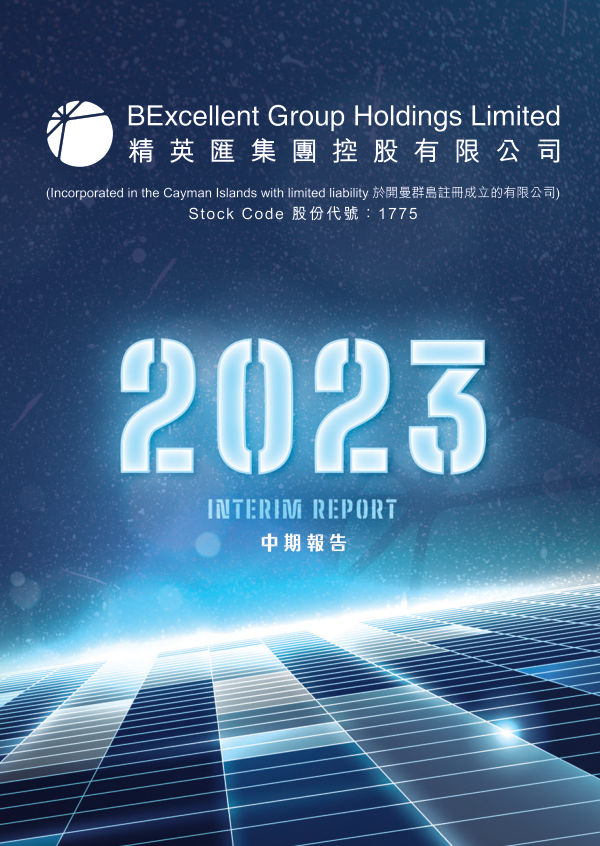 BExcellent Group Holdings Limited
精英匯集團控股有限公司
(Incorporated in the Cayman Islands with limited liability 於開曼群島註冊成立的有限公司)
Stock Code 股份代號：1775
2023
INTERIM REPORT
中期報告